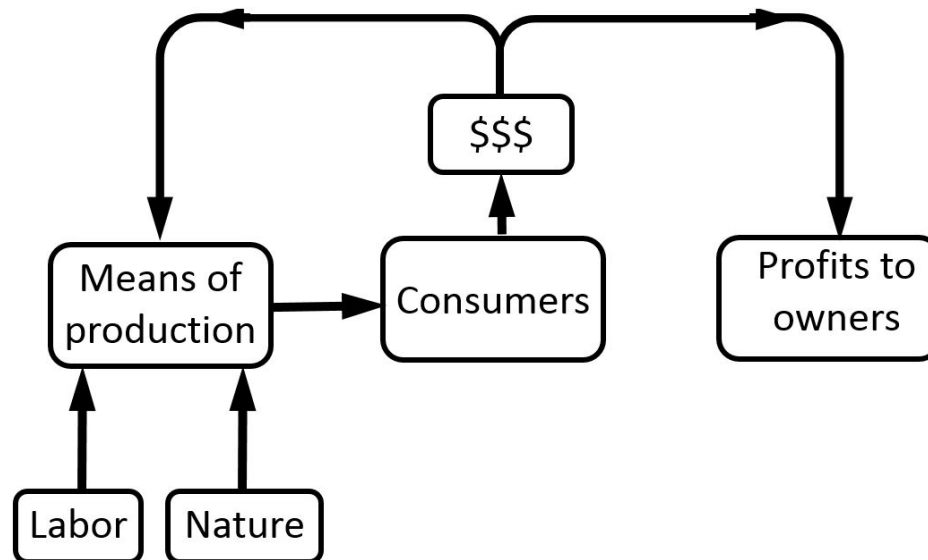 $$$
Means of
production
Consumers
Profits to
owners
Labor
Nature